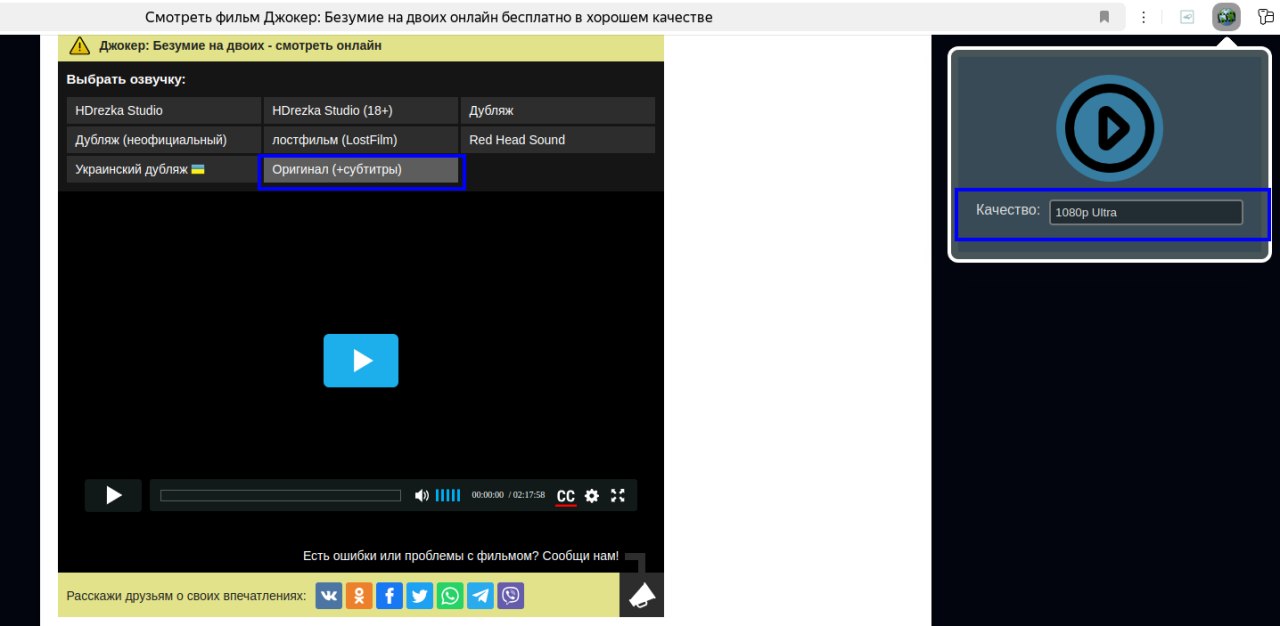 Смотреть фильм Джокер: Безумие на двоих онлайн бесплатно в хорошем качестве
Джокер: Безумие на двоих - смотреть онлайн
Выбрать озвучку:
HDrezka Studio HDrezka Studio (18+) Дубляж
Дубляж (неофициальный) лостфильм (LostFilm) Red Head Sound
Украинский дубляж Оригинал (+субтитры)
Качество: 1080p Ultra
00:00:00 / 02:17:58 CC
Есть ошибки или проблемы с фильмом? Сообщи нам!
Расскажи друзьям о своих впечатлениях: